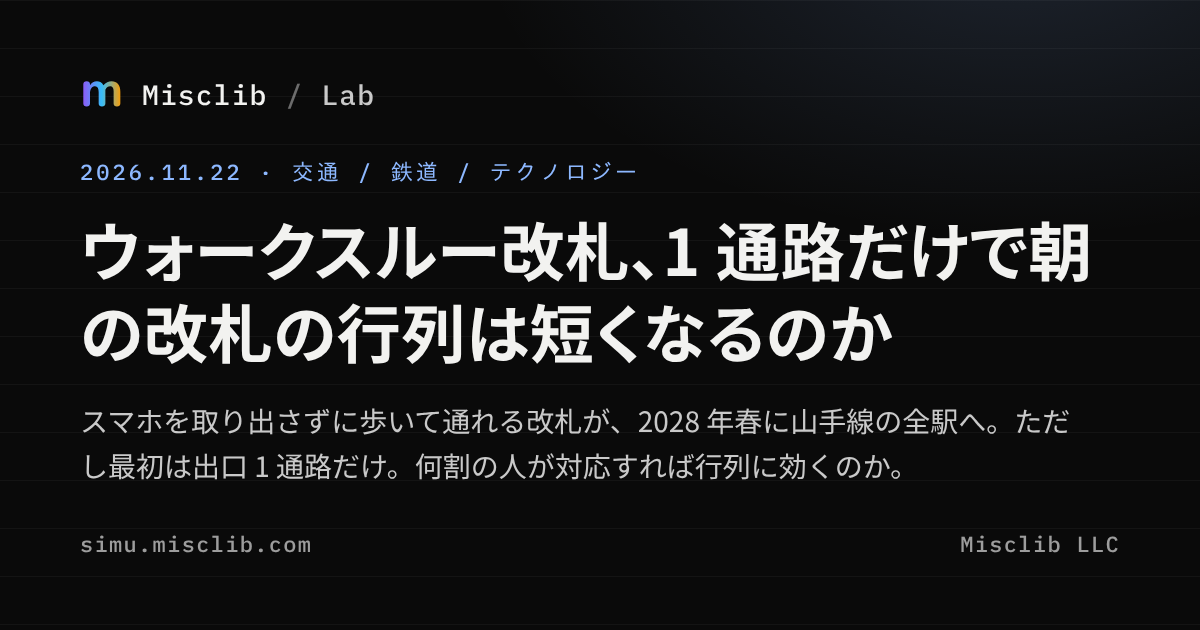 m Misclib / Lab
2026.11.22 · 交通 / 鉄道 / テクノロジー
ウォークスルー改札、1 通路だけで朝
の改札の行列は短くなるのか
スマホを取り出さずに歩いて通れる改札が、2028 年春に山手線の全駅へ。ただ
し最初は出口 1 通路だけ。何割の人が対応すれば行列に効くのか。
simu.misclib.com
Misclib LLC